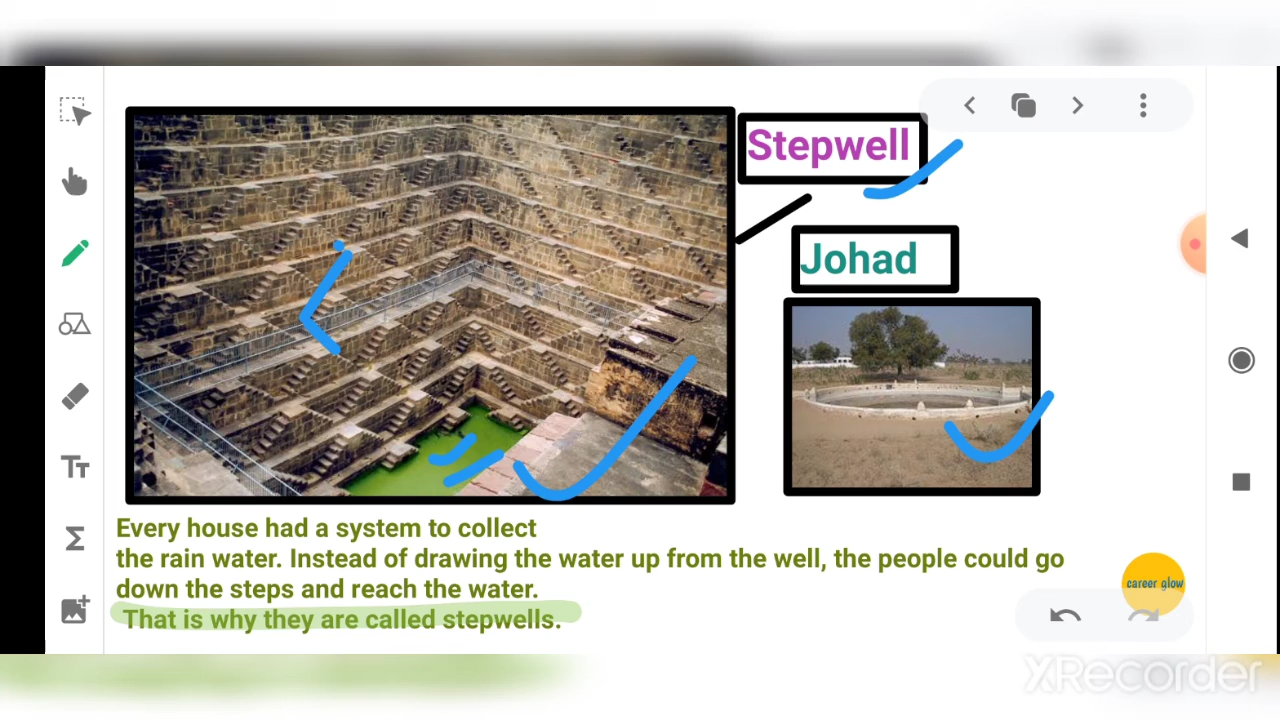 Stepwell
Johad
Every house had a system to collect
the rain water. Instead of drawing the water up from the well, the people could go
down the steps and reach the water.
That is why they are called stepwells.
career glow
TT
Σ
XRecorder